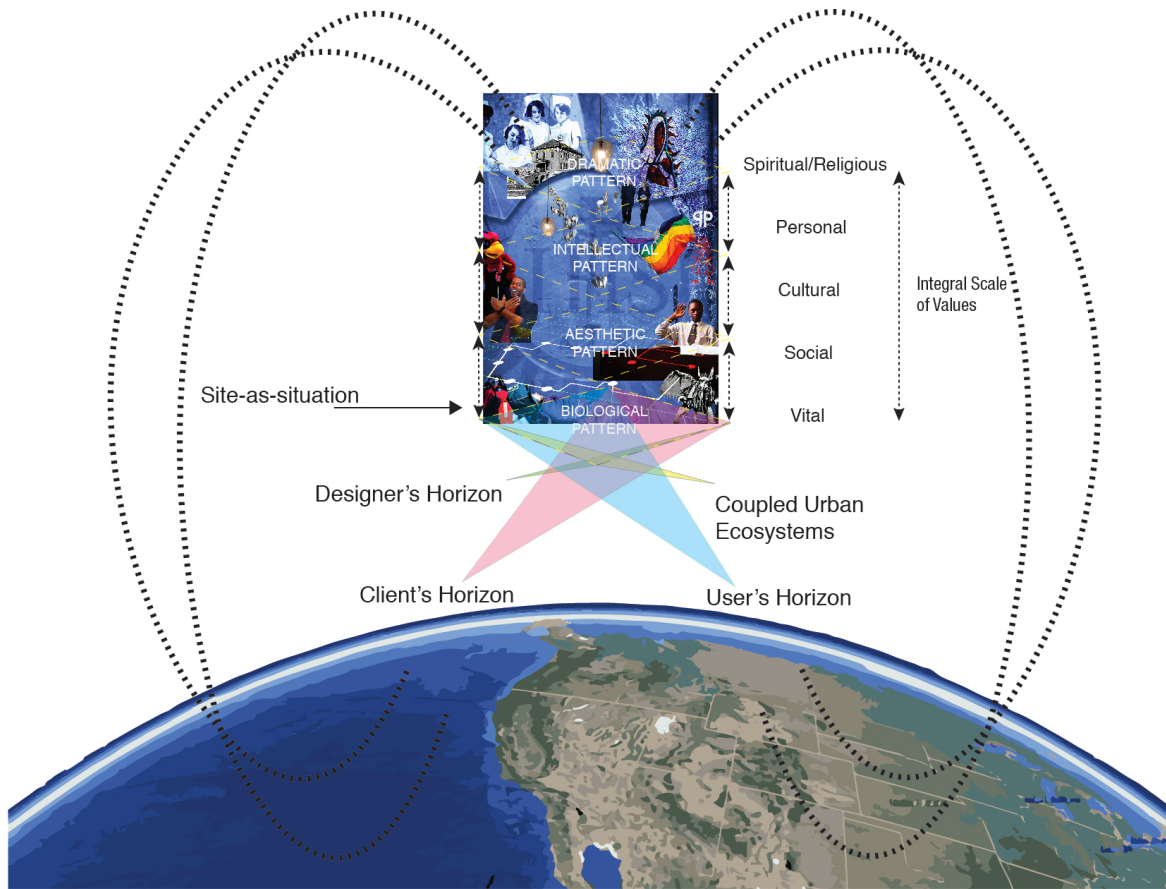 DRAMATIC
PATTERN
Spiritual/Religious
Personal
INTELLECTUAL
PATTERN
Cultural
Integral Scale
of Values
AESTHETIC
PATTERN
Social
Site-as-situation
BIOLOGICAL
PATTERN
Vital
Designer's Horizon
Coupled Urban
Ecosystems
Client's Horizon
User's Horizon